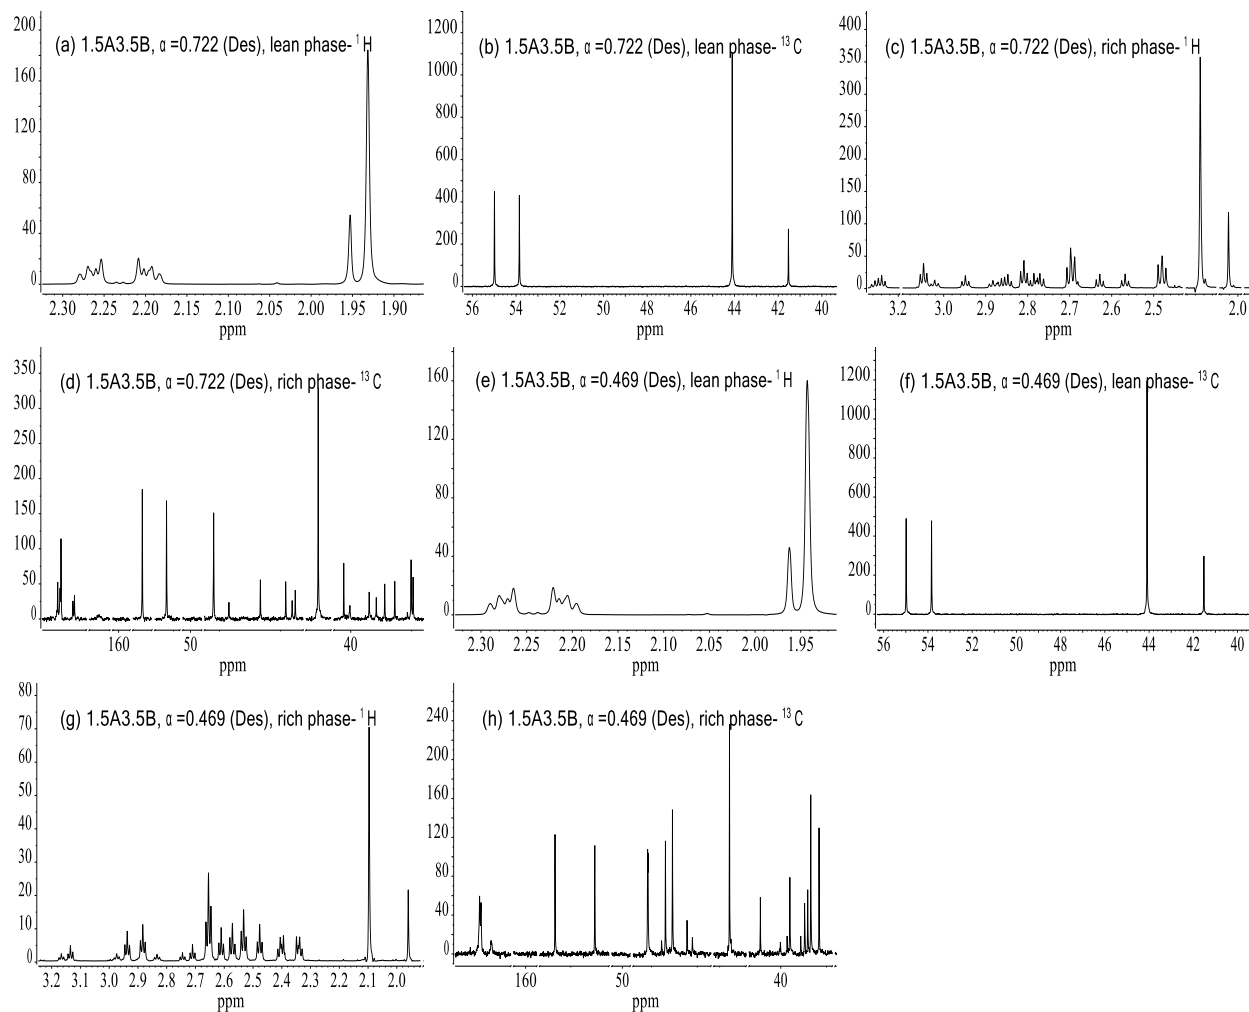 (a) 1.5A3.5B, α=0.722 (Des), lean phase- ¹H
200
160
120
80
40
0
2.30 2.25 2.20 2.15 2.10 2.05 2.00 1.95 1.90
ppm
(b) 1.5A3.5B, α=0.722 (Des), lean phase- ¹³C
1200
1000
800
600
400
200
0
56 54 52 50 48 46 44 42 40
ppm
(c) 1.5A3.5B, α=0.722 (Des), rich phase- ¹H
400
350
300
250
200
150
100
50
0
3.2 3.0 2.9 2.8 2.7 2.6 2.5 2.0
ppm
(d) 1.5A3.5B, α=0.722 (Des), rich phase- ¹³C
350
300
250
200
150
100
50
0
160 50 40
ppm
(e) 1.5A3.5B, α=0.469 (Des), lean phase- ¹H
160
120
80
40
0
2.30 2.25 2.20 2.15 2.10 2.05 2.00 1.95
ppm
(f) 1.5A3.5B, α=0.469 (Des), lean phase- ¹³C
1200
1000
800
600
400
200
0
56 54 52 50 48 46 44 42 40
ppm
(g) 1.5A3.5B, α=0.469 (Des), rich phase- ¹H
80
70
60
50
40
30
20
10
0
3.2 3.1 3.0 2.9 2.8 2.7 2.6 2.5 2.4 2.1 2.0
ppm
(h) 1.5A3.5B, α=0.469 (Des), rich phase- ¹³C
240
200
160
120
80
40
0
160 50 40
ppm